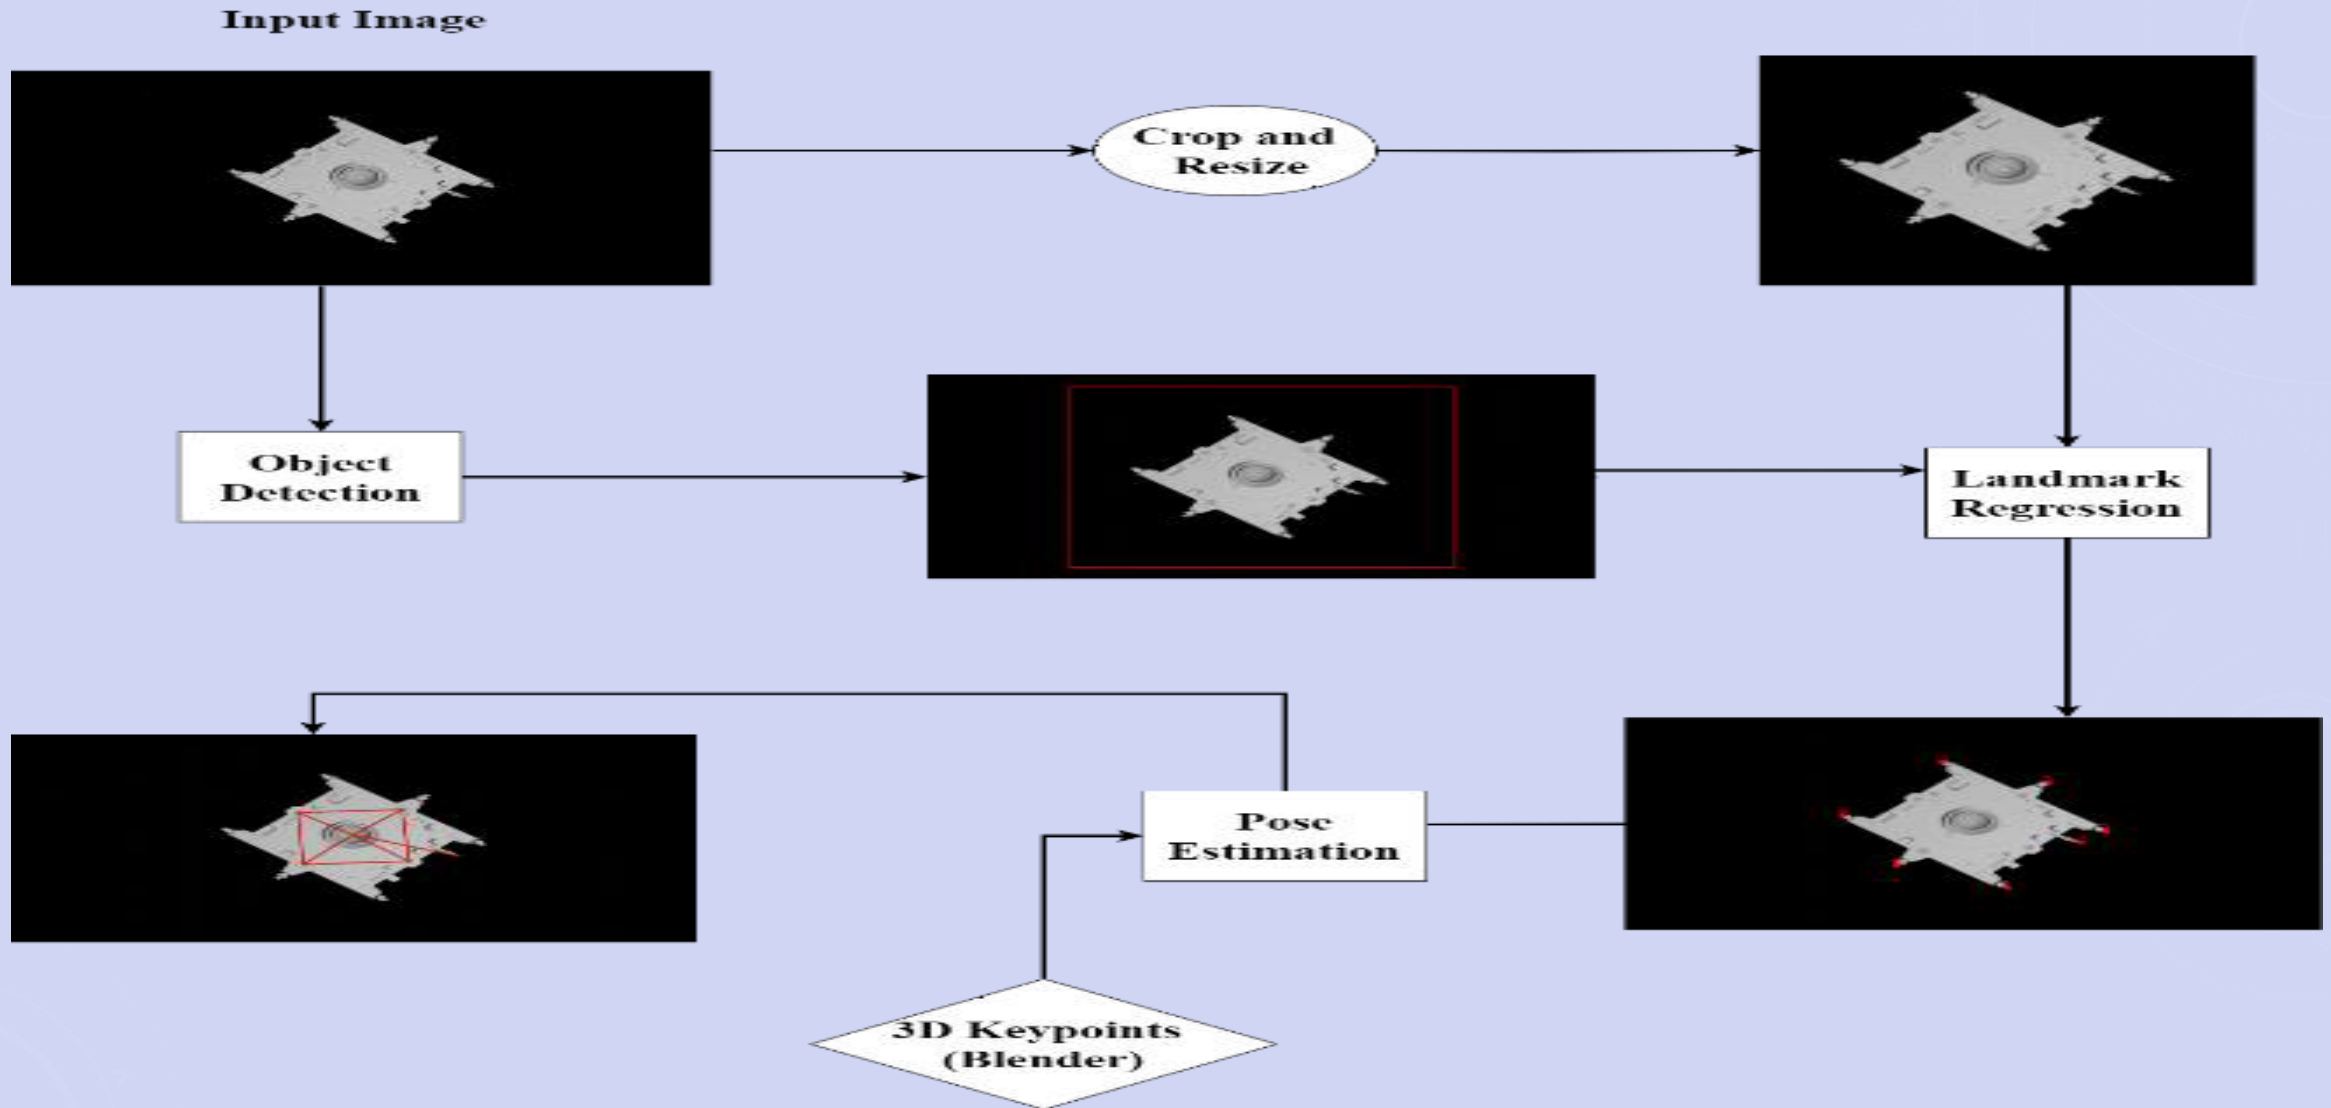 Input Image
Crop and
Resize
Object
Detection
Landmark
Regression
Pose
Estimation
3D Keypoints
(Blender)